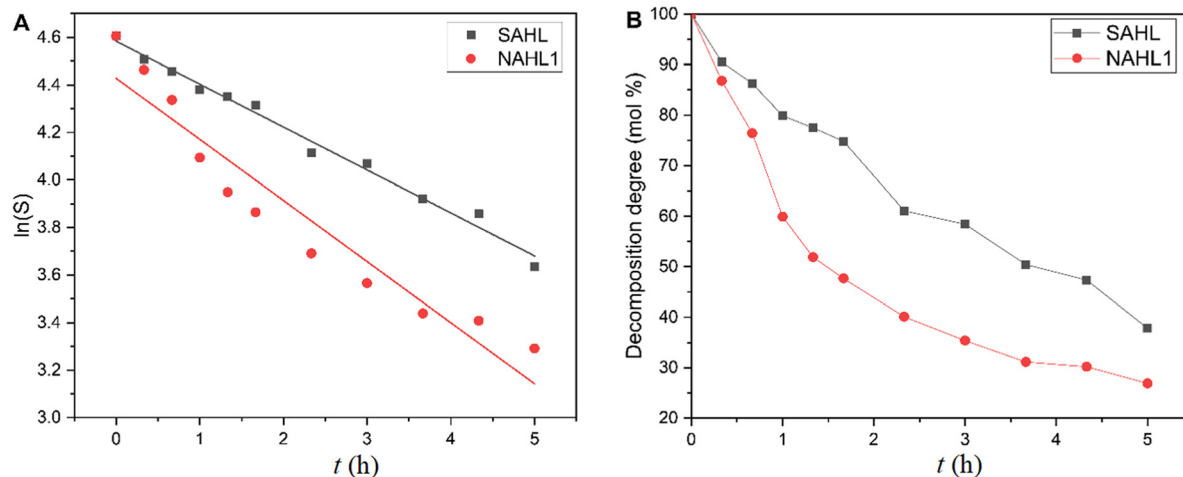 A
SAHL
NAHL1
ln(S)
4.6
4.4
4.2
4.0
3.8
3.6
3.4
3.2
3.0
0 1 2 3 4 5
t (h)
B
SAHL
NAHL1
Decomposition degree (mol %)
100
90
80
70
60
50
40
30
20
0 1 2 3 4 5
t (h)